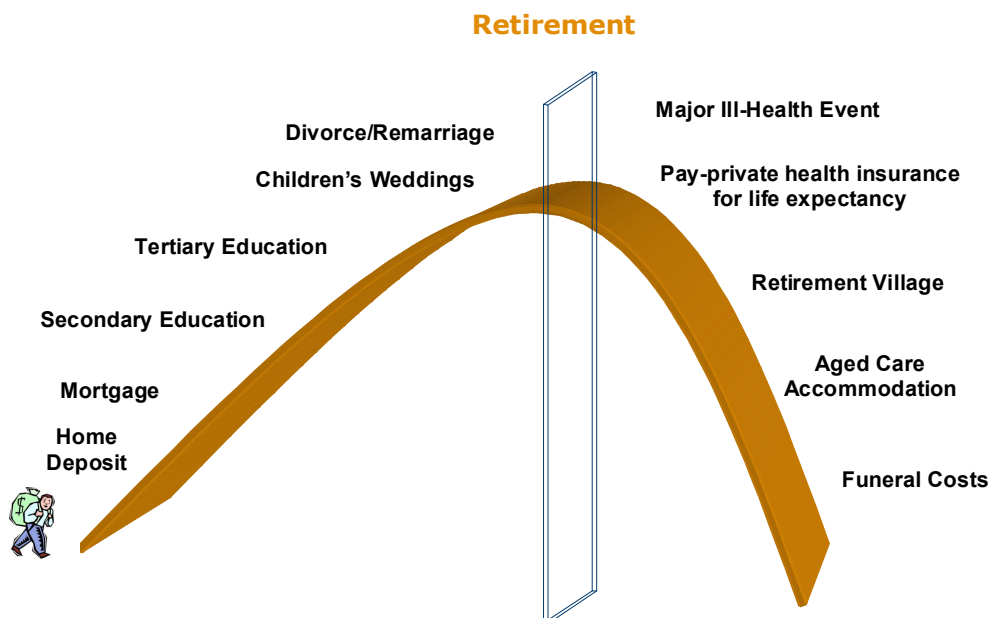 Retirement
Divorce/Remarriage
Children's Weddings
Tertiary Education
Secondary Education
Mortgage
Home
Deposit
$
Major Ill-Health Event
Pay-private health insurance
for life expectancy
Retirement Village
Aged Care
Accommodation
Funeral Costs